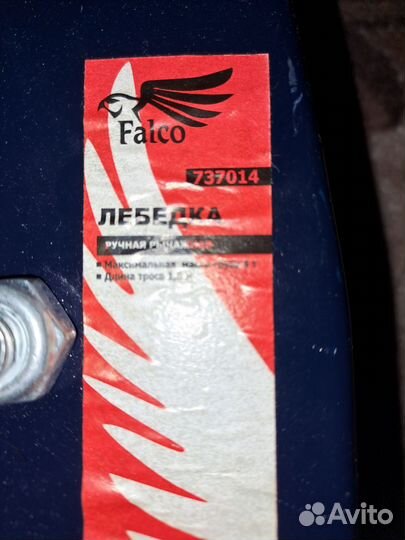 Falco
737014
ЛЕБЕДКА
РУЧНАЯ
Максимальная
Длина троса
Avito